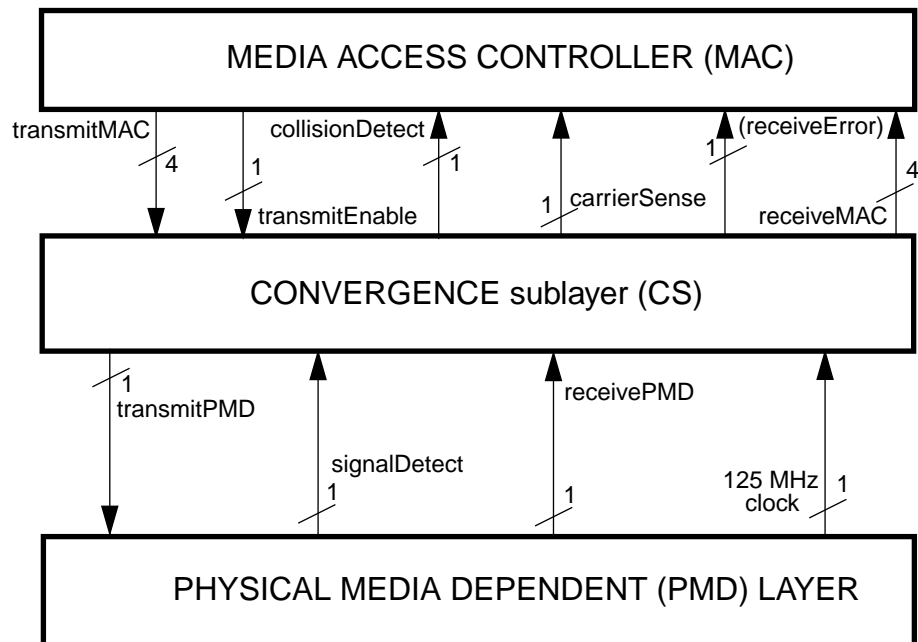 MEDIA ACCESS CONTROLLER (MAC)
transmitMAC
4
1
transmitEnable
collisionDetect
1
1
carrierSense
(receiveError)
1
4
receiveMAC
CONVERGENCE sublayer (CS)
1
transmitPMD
signalDetect
1
receivePMD
1
125 MHz
clock
1
PHYSICAL MEDIA DEPENDENT (PMD) LAYER